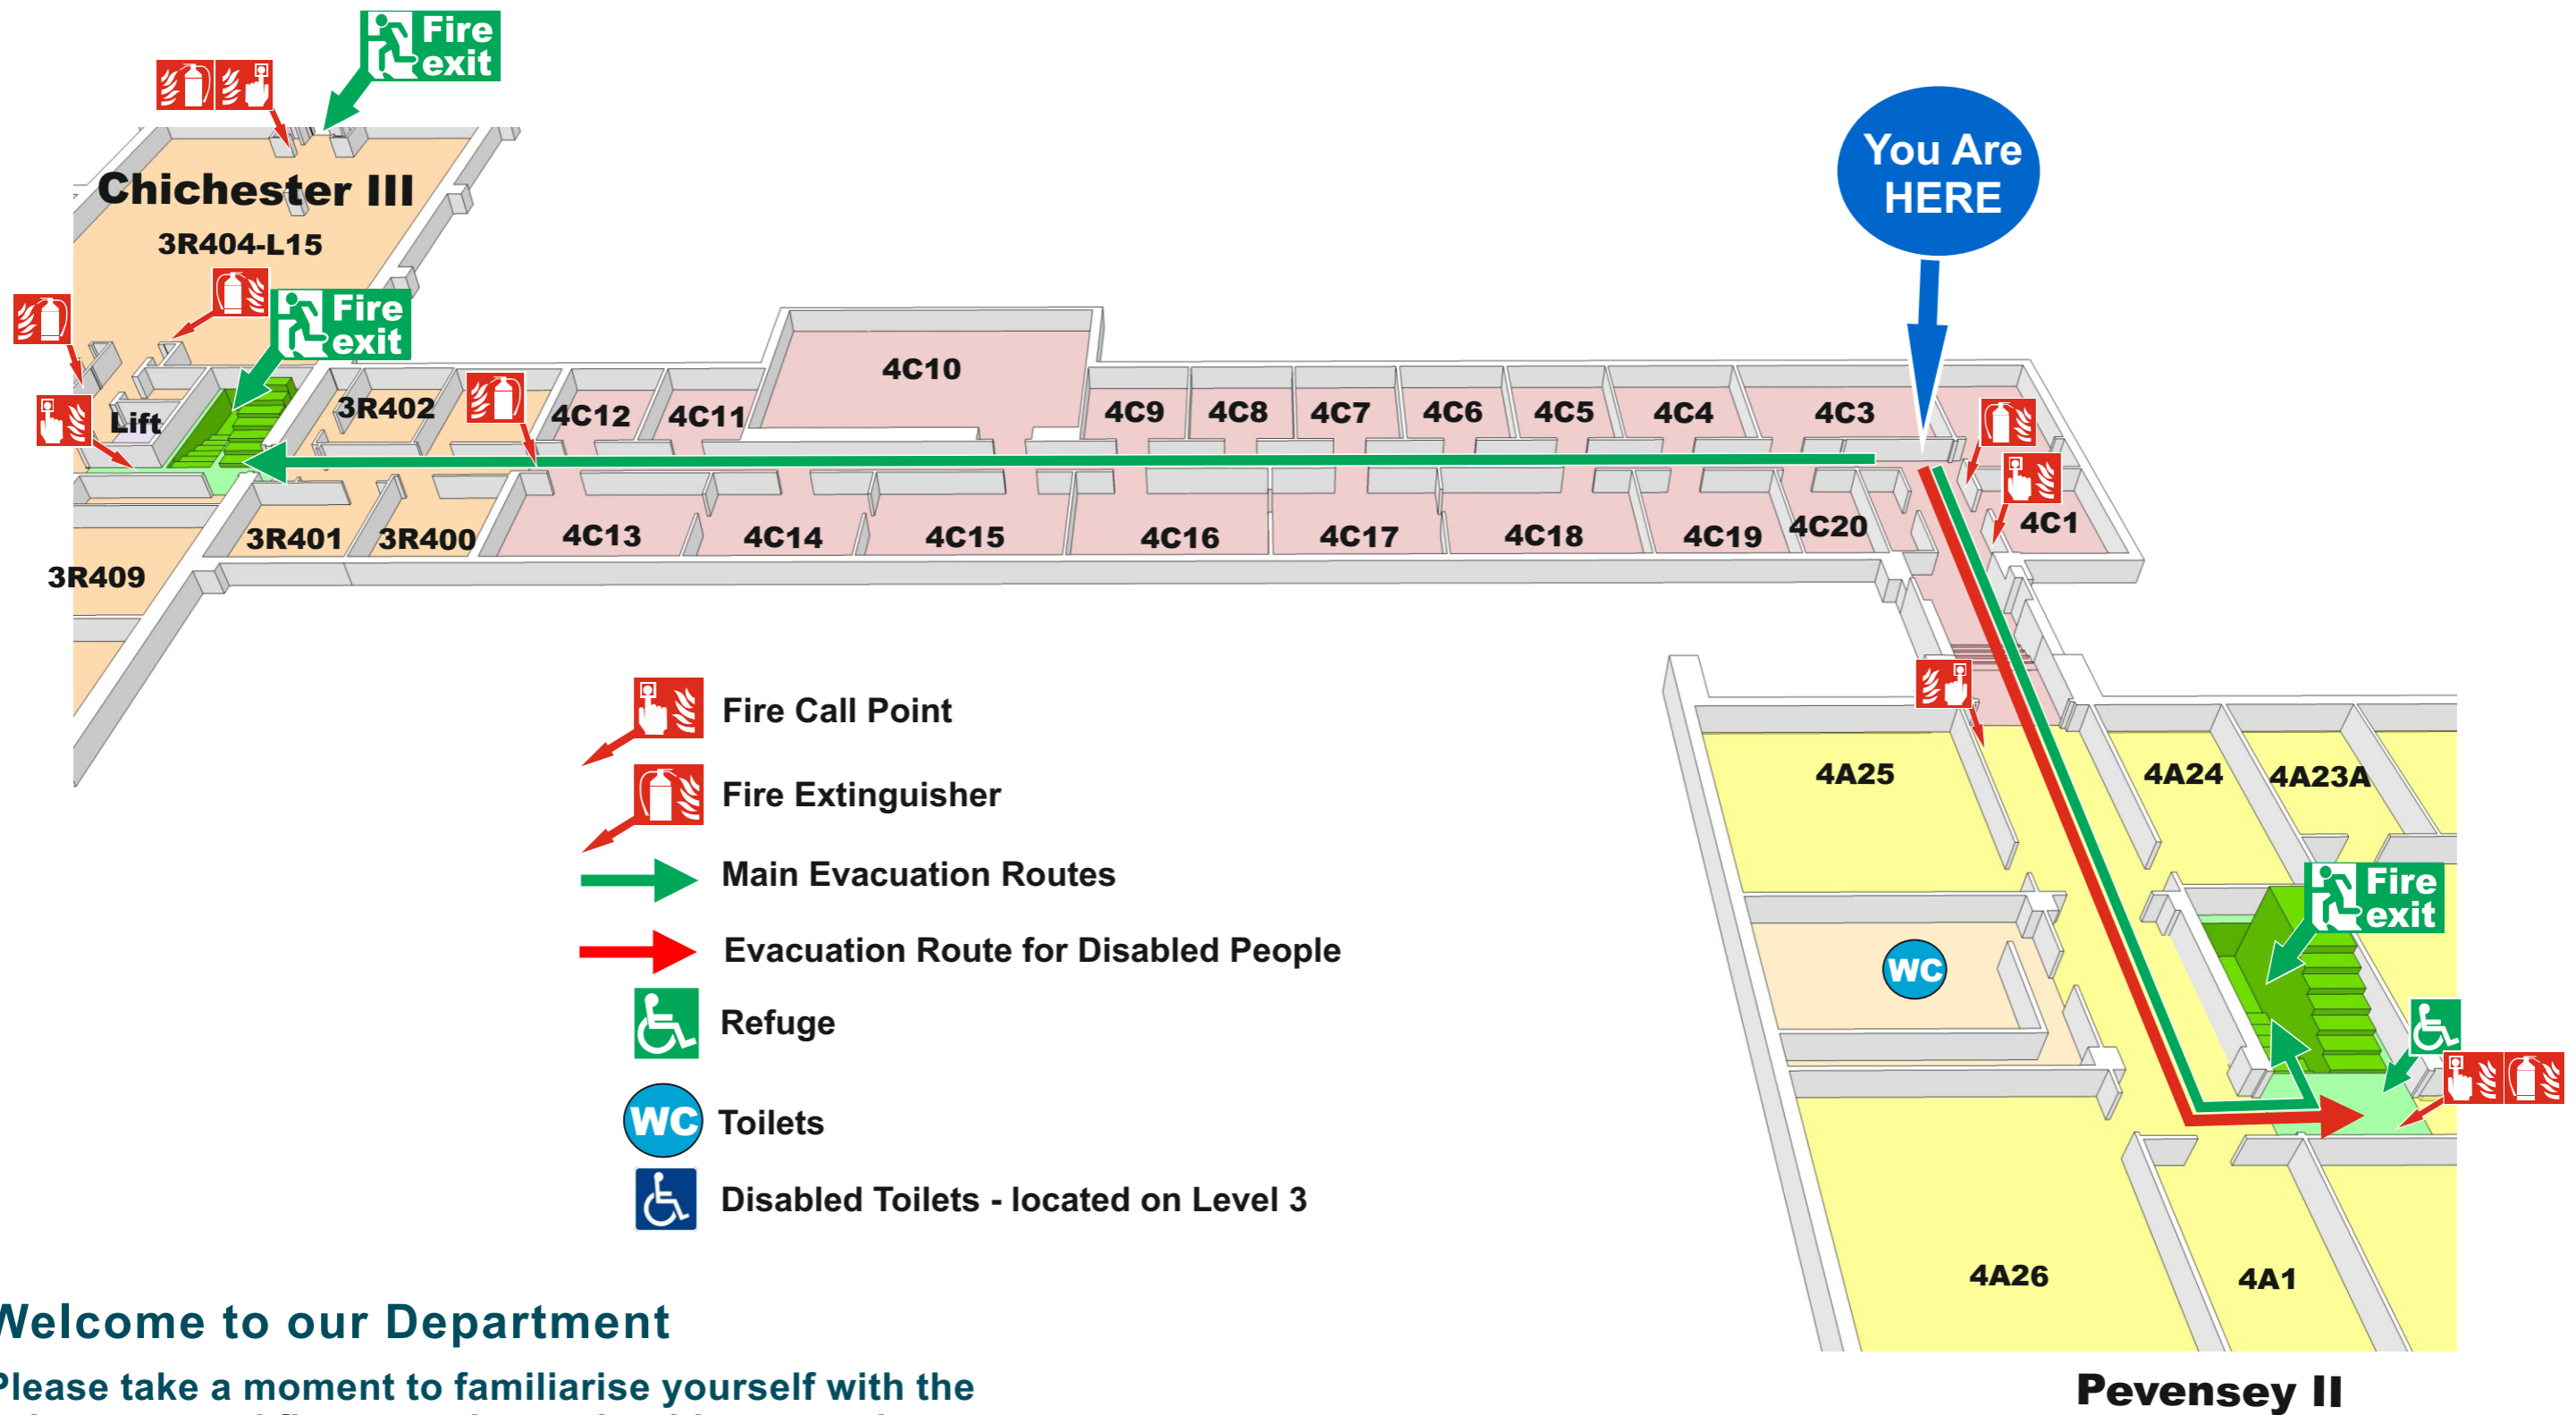 Fire
exit
You Are
HERE
Chichester III
3R404-L15
Fire
exit
Lift
3R402
4C12
4C11
4C10
4C9
4C8
4C7
4C6
4C5
4C4
4C3
3R401
3R400
4C13
4C14
4C15
4C16
4C17
4C18
4C19
4C20
4C1
3R409
Fire Call Point
Fire Extinguisher
Main Evacuation Routes
Evacuation Route for Disabled People
Refuge
WC Toilets
Disabled Toilets - located on Level 3
4A25
4A24
4A23A
Fire
exit
WC
4A26
4A1
Pevensey II
Welcome to our Department
Please take a moment to familiarise yourself with the